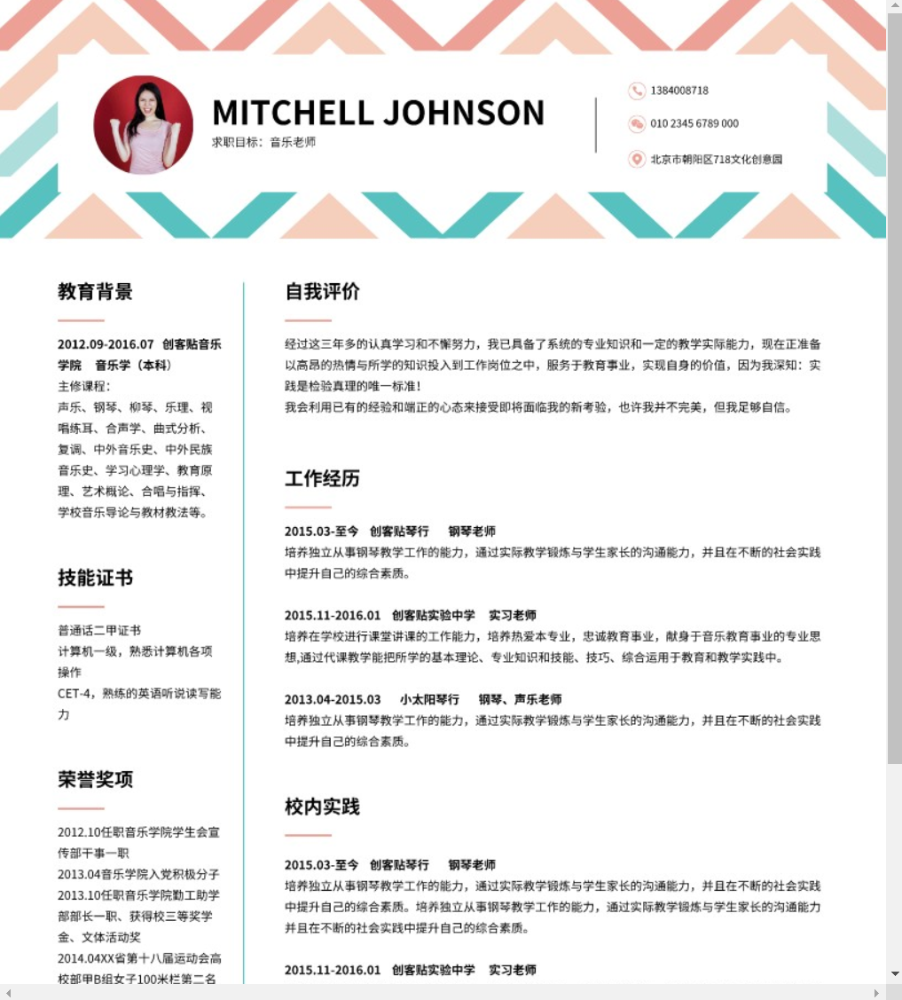 MITCHELL JOHNSON
求职目标：音乐老师
1384008718
010 2345 6789 000
北京市朝阳区718文化创意园
教育背景
2012.09-2016.07 创客贴音乐
学院 音乐学（本科）
主修课程：
声乐、钢琴、柳琴、乐理、视
唱练耳、合声学、曲式分析、
复调、中外音乐史、中外民族
音乐史、学习心理学、教育原
理、艺术概论、合唱与指挥、
学校音乐导论与教材教法等。
技能证书
普通话二甲证书
计算机一级，熟悉计算机各项
操作
CET-4，熟练的英语听说读写能
力
荣誉奖项
2012.10任职音乐学院学生会宣
传部干事一职
2013.04音乐学院入党积极分子
2013.10任职音乐学院勤工助学
部部长一职、获得校三等奖学
金、文体活动奖
2014.04XX省第十八届运动会高
校部甲B组女子100米栏第二名
自我评价
经过这三年多的认真学习和不懈努力，我已具备了系统的专业知识和一定的教学实际能力，现在正准备
以高昂的热情与所学的知识投入到工作岗位之中，服务于教育事业，实现自身的价值，因为我深知：实
践是检验真理的唯一标准！
我会利用已有的经验和端正的心态来接受即将面临我的新考验，也许我并不完美，但我足够自信。
工作经历
2015.03-至今 创客贴琴行 钢琴老师
培养独立从事钢琴教学工作的能力，通过实际教学锻炼与学生家长的沟通能力，并且在不断的社会实践
中提升自己的综合素质。
2015.11-2016.01 创客贴实验中学 实习老师
培养在学校进行课堂讲课的工作能力，培养热爱本专业，忠诚教育事业，献身于音乐教育事业的专业思
想,通过代课教学能把所学的基本理论、专业知识和技能、技巧、综合运用于教育和教学实践中。
2013.04-2015.03 小太阳琴行 钢琴、声乐老师
培养独立从事钢琴教学工作的能力，通过实际教学锻炼与学生家长的沟通能力，并且在不断的社会实践
中提升自己的综合素质。
校内实践
2015.03-至今 创客贴琴行 钢琴老师
培养独立从事钢琴教学工作的能力，通过实际教学锻炼与学生家长的沟通能力，并且在不断的社会实践
中提升自己的综合素质。培养独立从事钢琴教学工作的能力，通过实际教学锻炼与学生家长的沟通能力
并且在不断的社会实践中提升自己的综合素质。
2015.11-2016.01 创客贴实验中学 实习老师